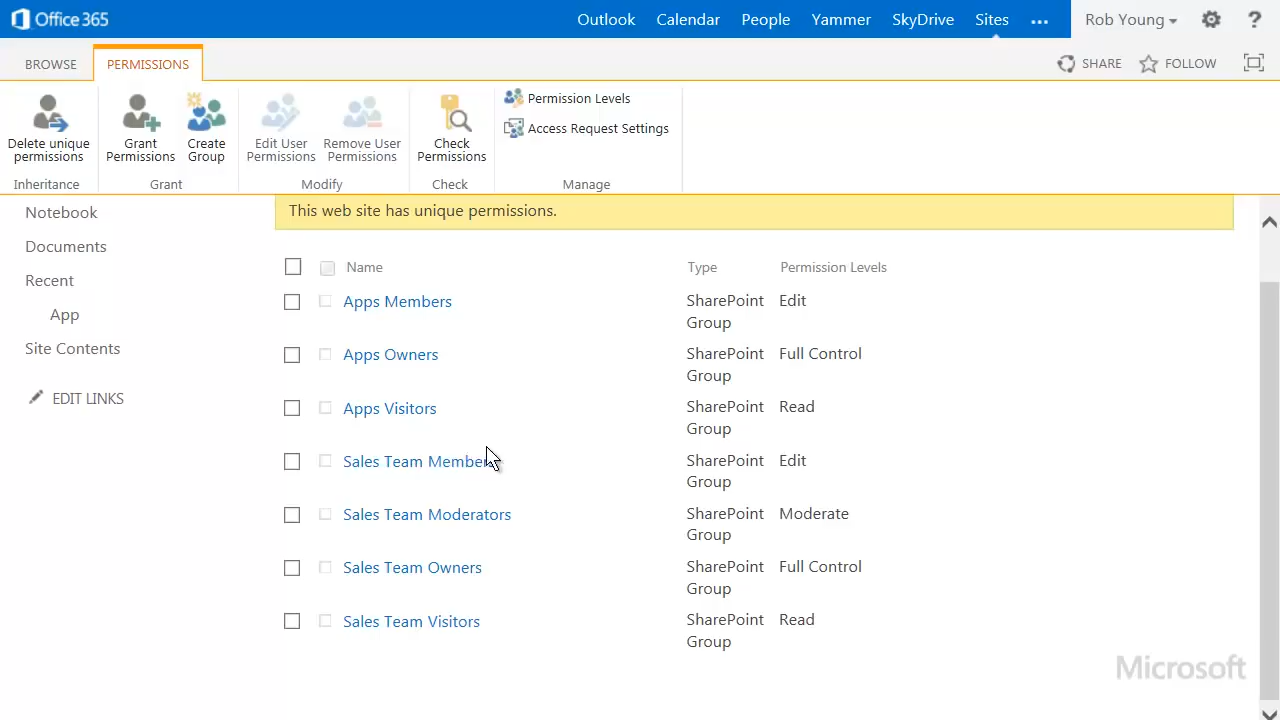 Office 365
Outlook Calendar People Yammer SkyDrive Sites ... Rob Young ?
BROWSE PERMISSIONS SHARE FOLLOW
Delete unique permissions
Grant Permissions
Create Group
Edit User Permissions
Remove User Permissions
Check Permissions
Permission Levels
Access Request Settings
Inheritance Grant Modify Check Manage
Notebook
Documents
Recent
App
Site Contents
EDIT LINKS
This web site has unique permissions.
Name Type Permission Levels
Apps Members SharePoint Group Edit
Apps Owners SharePoint Group Full Control
Apps Visitors SharePoint Group Read
Sales Team Members SharePoint Group Edit
Sales Team Moderators SharePoint Group Moderate
Sales Team Owners SharePoint Group Full Control
Sales Team Visitors SharePoint Group Read
Microsoft